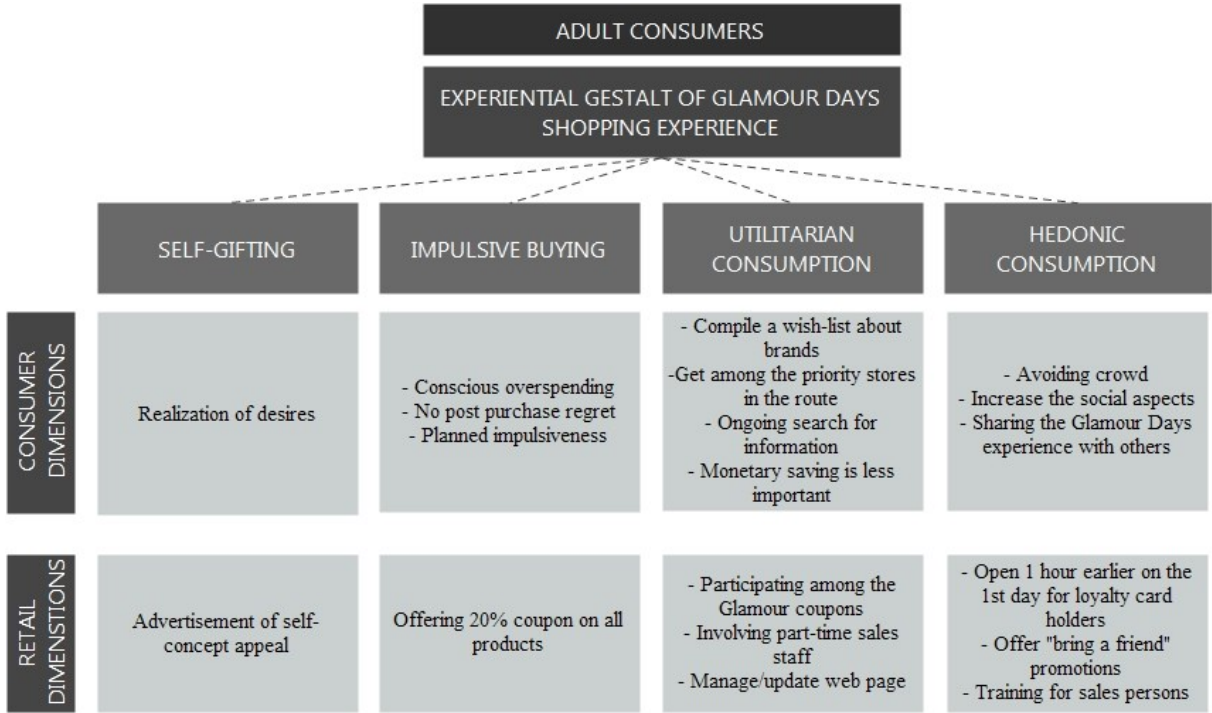 ADULT CONSUMERS
EXPERIENTIAL GESTALT OF GLAMOUR DAYS
SHOPPING EXPERIENCE
SELF-GIFTING
IMPULSIVE BUYING
UTILITARIAN
CONSUMPTION
HEDONIC
CONSUMPTION
CONSUMER
DIMENSIONS
Realization of desires
- Conscious overspending
- No post purchase regret
- Planned impulsiveness
- Compile a wish-list about
brands
-Get among the priority stores
in the route
- Ongoing search for
information
- Monetary saving is less
important
- Avoiding crowd
- Increase the social aspects
- Sharing the Glamour Days
experience with others
RETAIL
DIMENSTIONS
Advertisement of self-
concept appeal
Offering 20% coupon on all
products
- Participating among the
Glamour coupons
- Involving part-time sales
staff
- Manage/update web page
- Open 1 hour earlier on the
1st day for loyalty card
holders
- Offer "bring a friend"
promotions
- Training for sales persons